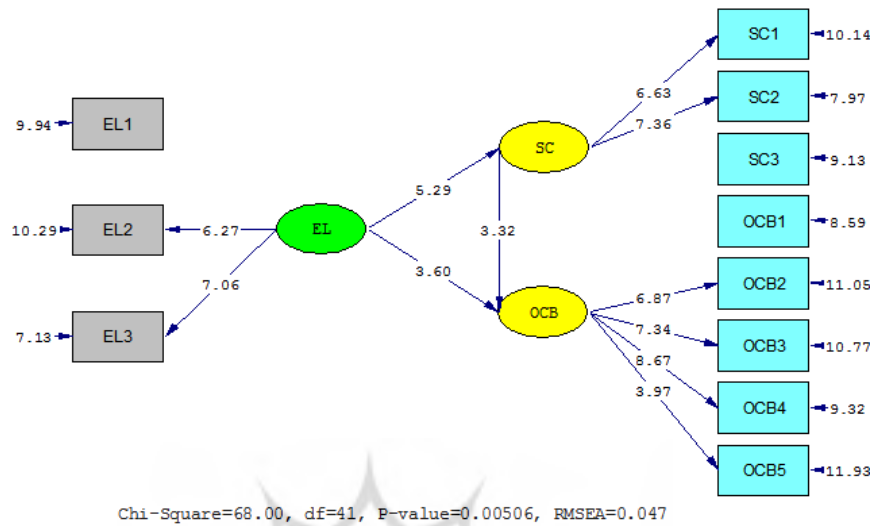 SC1
10.14
6.63
SC2
7.97
7.36
9.94
EL1
SC
SC3
9.13
5.29
10.29
EL2
6.27
EL
3.32
OCB1
8.59
3.60
7.06
OCB2
11.05
6.87
OCB
7.13
EL3
7.34
OCB3
10.77
8.67
3.97
OCB4
9.32
OCB5
11.93
Chi-Square=68.00, df=41, P-value=0.00506, RMSEA=0.047